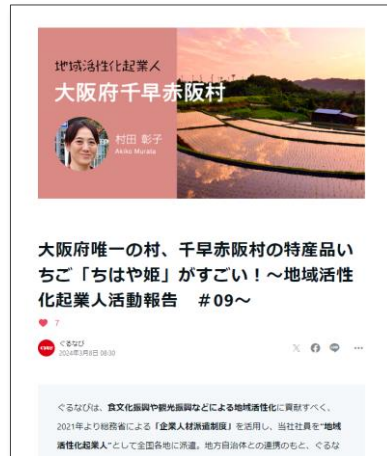 地域活性化起業人
大阪府千早赤阪村
村田 彰子
Akiko Murata
大阪府唯一の村、千早赤阪村の特産品い
ちご「ちはや姫」がすごい！～地域活性
化起業人活動報告　＃09～
7
ぐるなび
2024年3月8日 08:30
ぐるなびは、食文化振興や観光振興などによる地域活性化に貢献すべく、
2021年より総務省による「企業人材派遣制度」を活用し、当社社員を"地域
活性化起業人"として全国各地に派遣。地方自治体との連携のもと、ぐるな